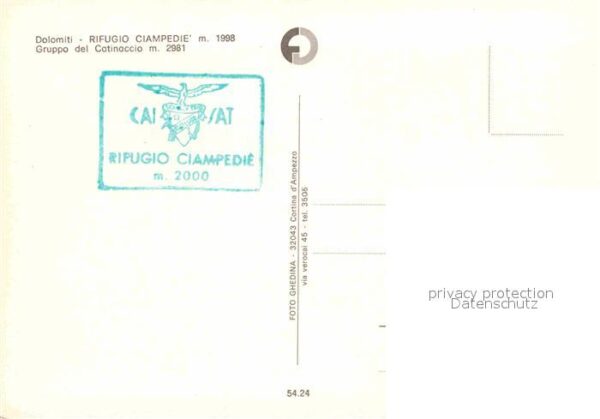 Dolomiti - RIFUGIO CIAMPEDIE' m. 1998
Gruppo del Catinaccio m. 2981
CAI SAT
RIFUGIO CIAMPEDIÈ
m. 2000
FOTO GHEDINA - 32043 Cortina d'Ampezzo
via verocai 45 - tel. 3505
privacy protection
Datenschutz
54.24